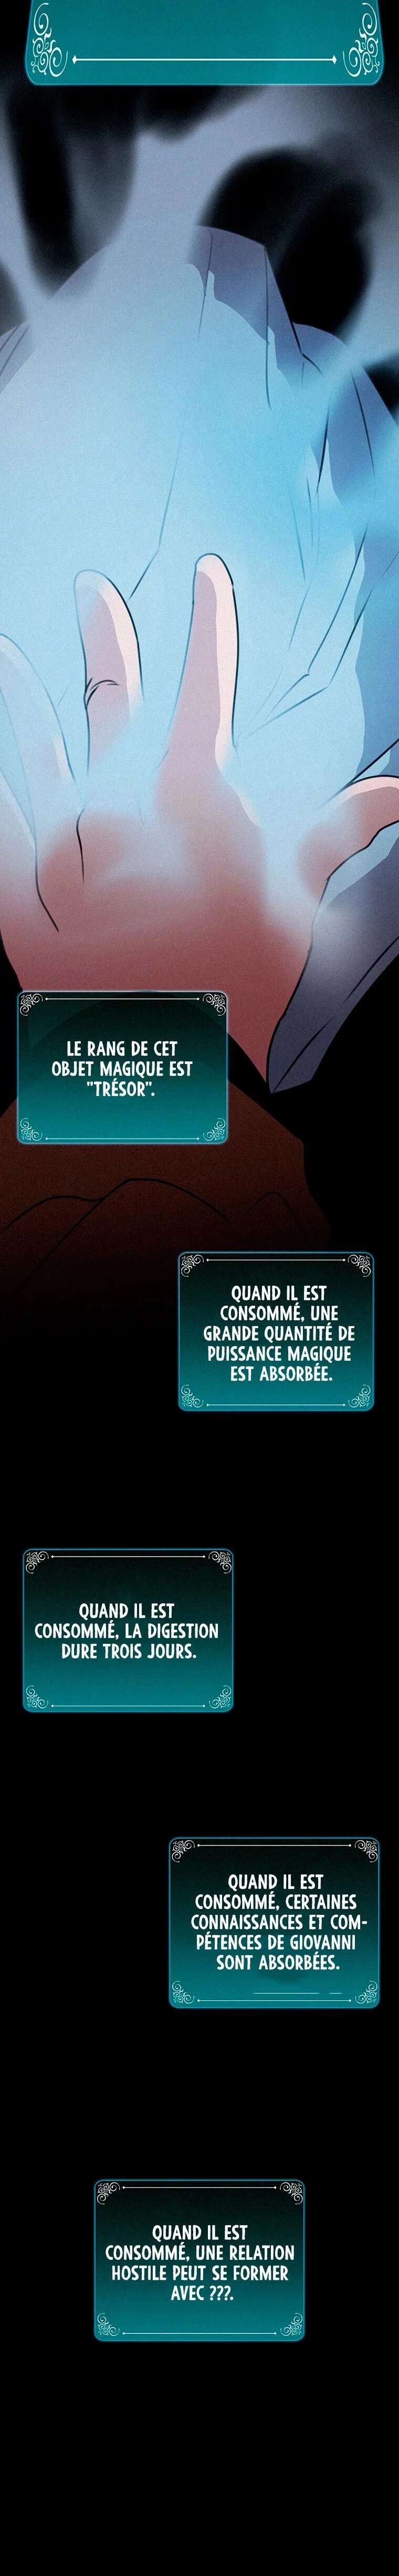 LE RANG DE CET
OBJET MAGIQUE EST
"TRÉSOR".
QUAND IL EST
CONSOMMÉ, UNE
GRANDE QUANTITÉ DE
PUISSANCE MAGIQUE
EST ABSORBÉE.
QUAND IL EST
CONSOMMÉ, LA DIGESTION
DURE TROIS JOURS.
QUAND IL EST
CONSOMMÉ, CERTAINES
CONNAISSANCES ET COM-
PÉTENCES DE GIOVANNI
SONT ABSORBÉES.
QUAND IL EST
CONSOMMÉ, UNE RELATION
HOSTILE PEUT SE FORMER
AVEC ???.